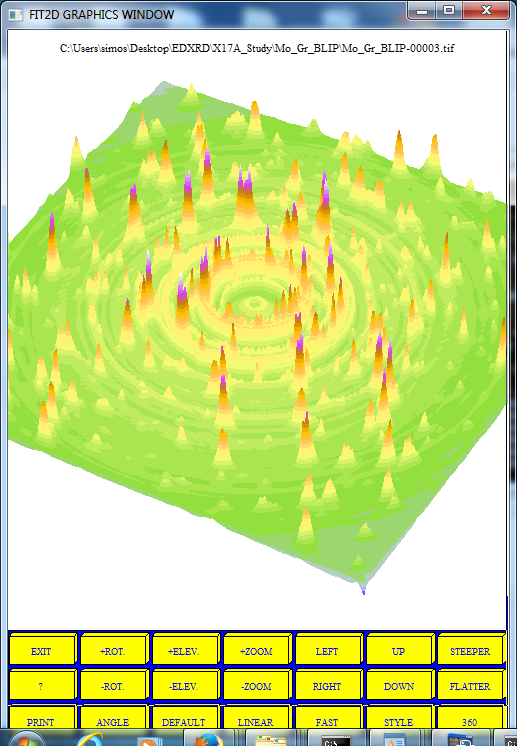 FIT2D GRAPHICS WINDOW
C:\Users\simos\Desktop\EDXRD\X17A_Study\Mo_Gr_BLIP\Mo_Gr_BLIP-00003.tif
EXIT +ROT. +ELEV. +ZOOM LEFT UP STEEPER
? -ROT. -ELEV. -ZOOM RIGHT DOWN FLATTER
PRINT ANGLE DEFAULT LINEAR FAST STYLE 360